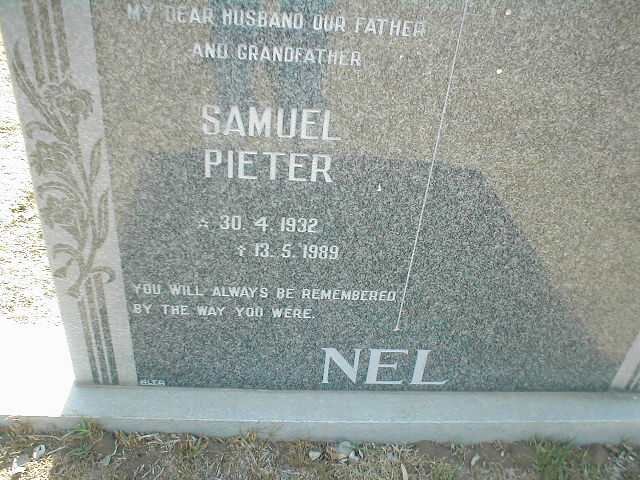 MY DEAR HUSBAND OUR FATHER
AND GRANDFATHER
SAMUEL
PIETER
☆ 30. 4. 1932
✝ 13. 5. 1989
YOU WILL ALWAYS BE REMEMBERED
BY THE WAY YOU WERE.
NEL